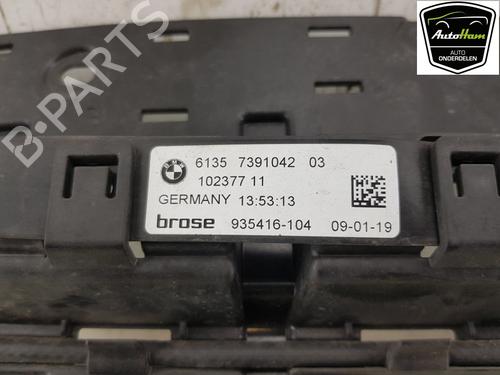 AutoHam
AUTO
ONDERDELEN
B-PARTS
BMW
6135 7391042 03
102377 11
GERMANY 13:53:13
brose 935416-104 09-01-19